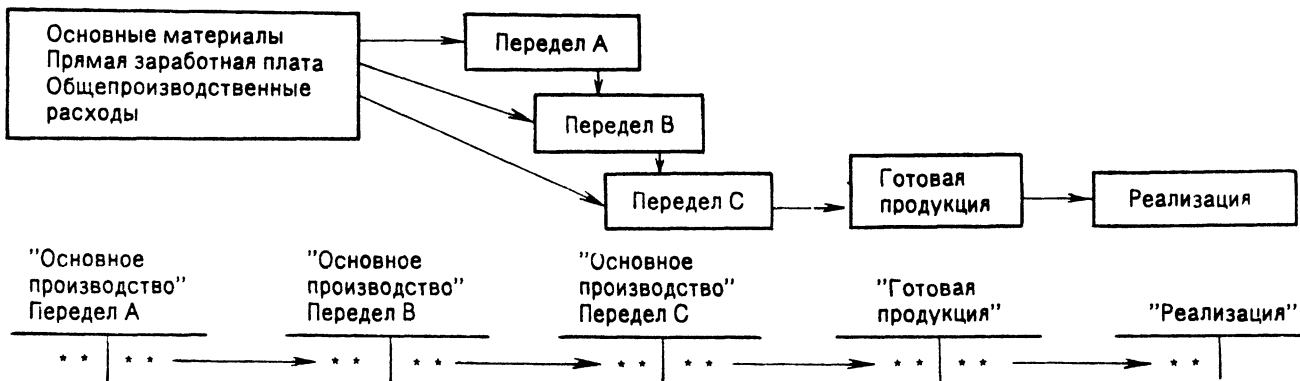 Основные материалы
Прямая заработная плата
Общепроизводственные
расходы
Передел А
Передел В
Передел С
Готовая
продукция
Реализация
"Основное
производство"
Передел А
"Основное
производство"
Передел В
"Основное
производство"
Передел С
"Готовая
продукция"
"Реализация"
* * * * * * * * * * * * * * * * * *